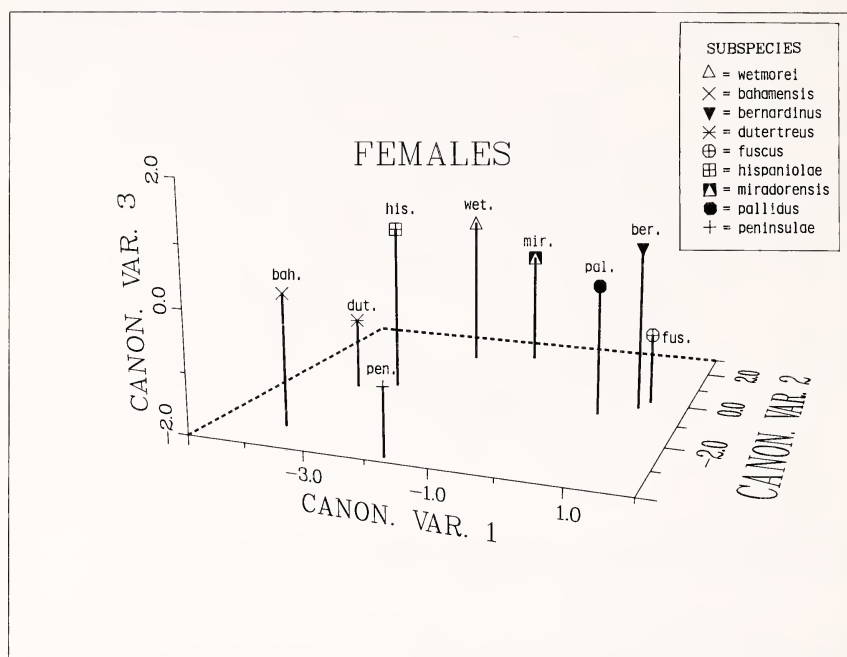 SUBSPECIES
△ = wetmorei
× = bahamensis
▼ = bernardinus
✳ = dutertreus
⊕ = fuscus
⊞ = hispaniolae
◪ = miradorensis
● = pallidus
+ = peninsulae
FEMALES
2.0
0.0
-2.0
CANON. VAR. 3
his.
wet.
ber.
mir.
pal.
bah.
dut.
fus.
pen.
2.0
0.0
-2.0
CANON. VAR. 2
-3.0
-1.0
1.0
CANON. VAR. 1